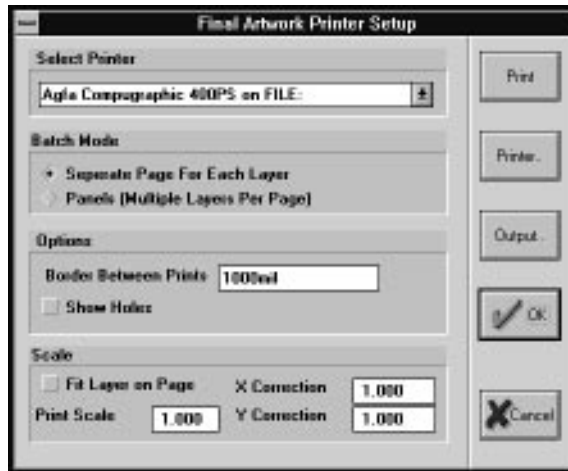 Final Artwork Printer Setup
Select Printer
Agfa Compugraphic 400PS on FILE:
Batch Mode
Seperate Page For Each Layer
Panels (Multiple Layers Per Page)
Options
Border Between Prints 1000mil
Show Holes
Scale
Fit Layer on Page X Correction 1.000
Print Scale 1.000 Y Correction 1.000
Print
Printer..
Output..
OK
Cancel